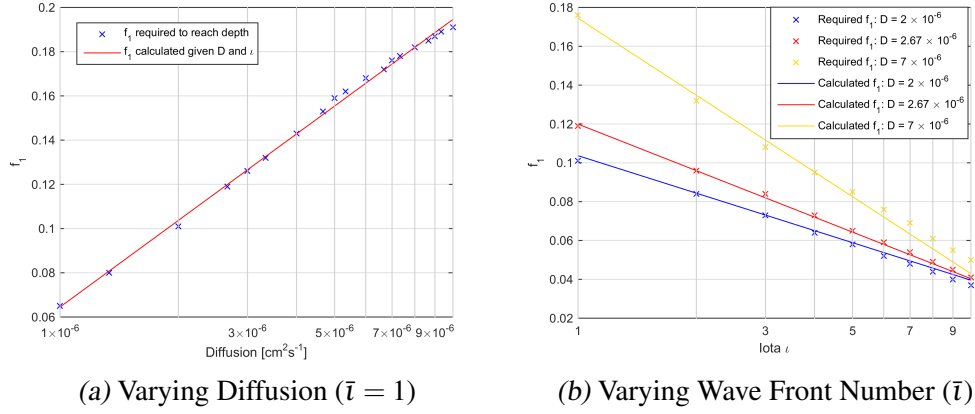 0.2
0.18
0.16
0.14
0.12
0.1
0.08
0.06
f₁
f₁ required to reach depth
f₁ calculated given D and ι
1×10⁻⁶ 3×10⁻⁶ 5×10⁻⁶ 7×10⁻⁶ 9×10⁻⁶
Diffusion [cm²s⁻¹]
(a) Varying Diffusion (ῑ = 1)
0.18
0.16
0.14
0.12
0.1
0.08
0.06
0.04
0.02
f₁
Required f₁: D = 2 × 10⁻⁶
Required f₁: D = 2.67 × 10⁻⁶
Required f₁: D = 7 × 10⁻⁶
Calculated f₁: D = 2 × 10⁻⁶
Calculated f₁: D = 2.67 × 10⁻⁶
Calculated f₁: D = 7 × 10⁻⁶
1 3 5 7 9
Iota ι
(b) Varying Wave Front Number (ῑ)